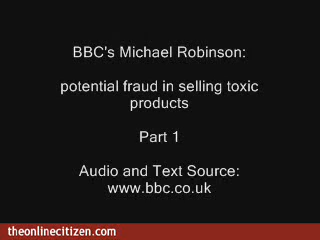 BBC's Michael Robinson:
potential fraud in selling toxic
products
Part 1
Audio and Text Source:
www.bbc.co.uk
theonlinecitizen.com